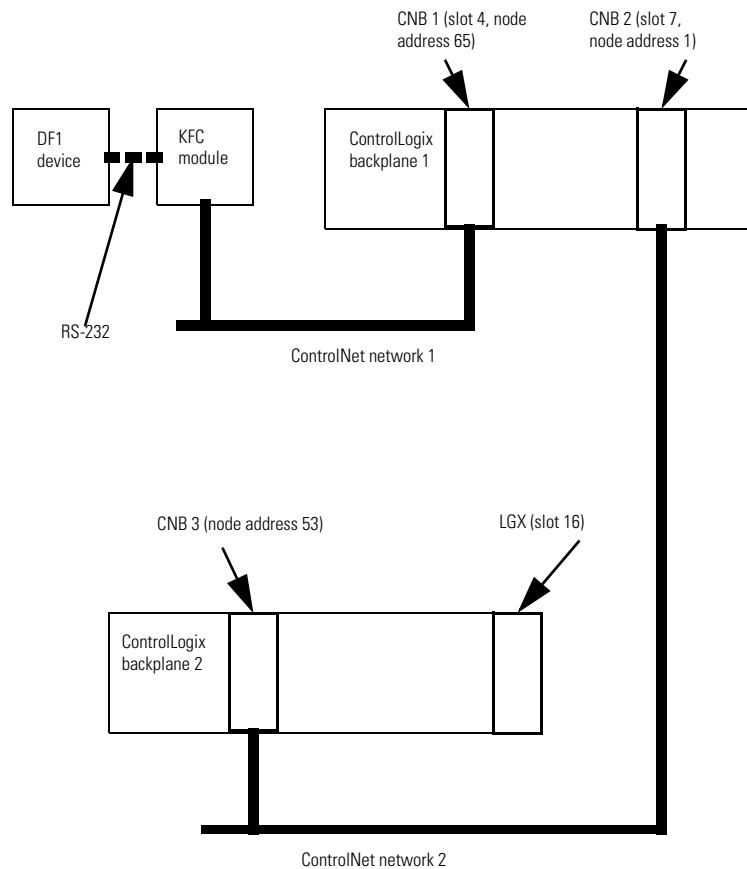 CNB 1 (slot 4, node
address 65)
CNB 2 (slot 7,
node address 1)
DF1
device
KFC
module
ControlLogix
backplane 1
RS-232
ControlNet network 1
CNB 3 (node address 53)
LGX (slot 16)
ControlLogix
backplane 2
ControlNet network 2